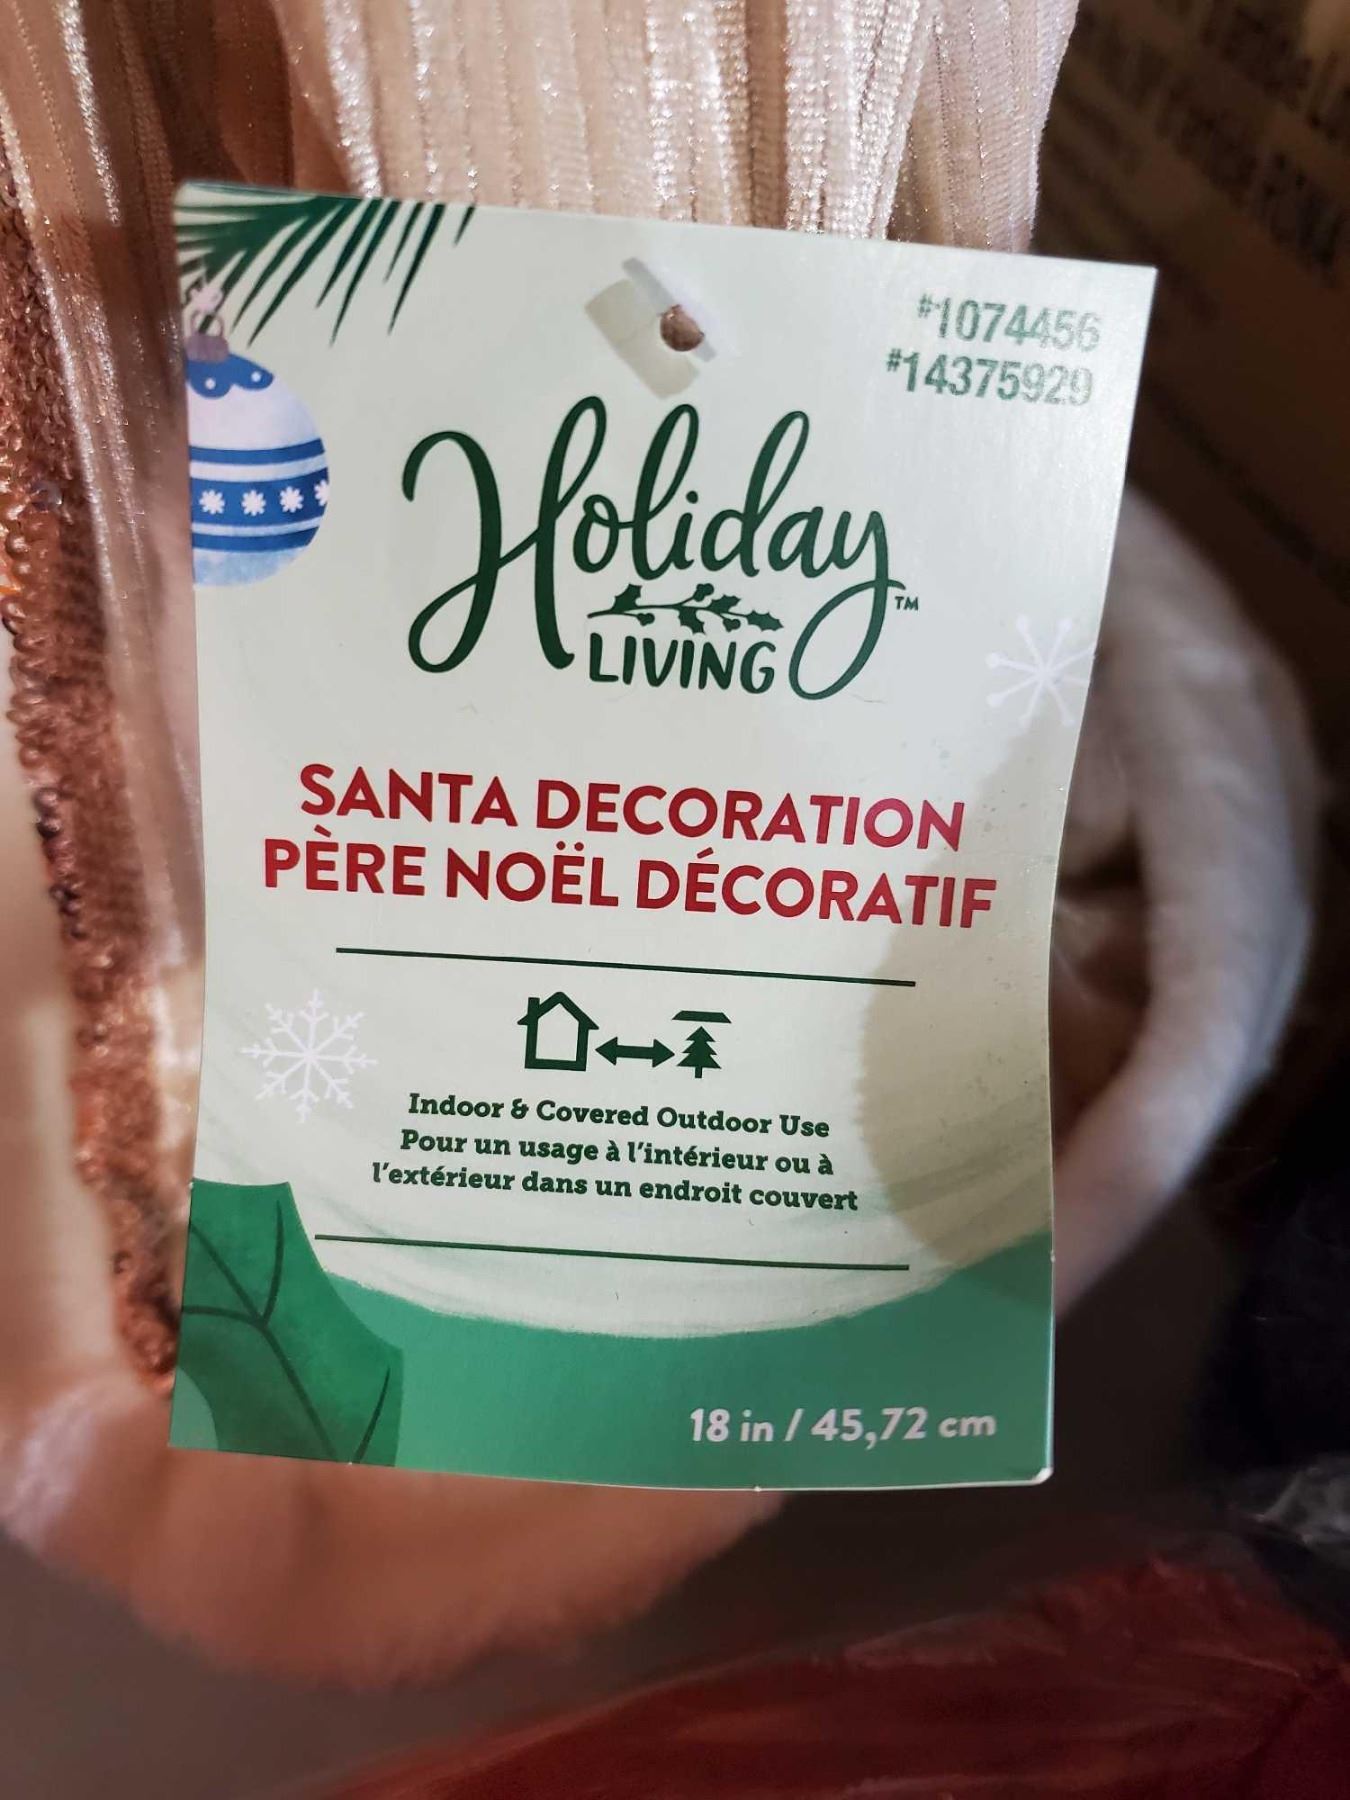 #1074456
#14375929
Holiday
LIVING
TM
SANTA DECORATION
PÈRE NOËL DÉCORATIF
Indoor & Covered Outdoor Use
Pour un usage à l'intérieur ou à
l'extérieur dans un endroit couvert
18 in / 45,72 cm